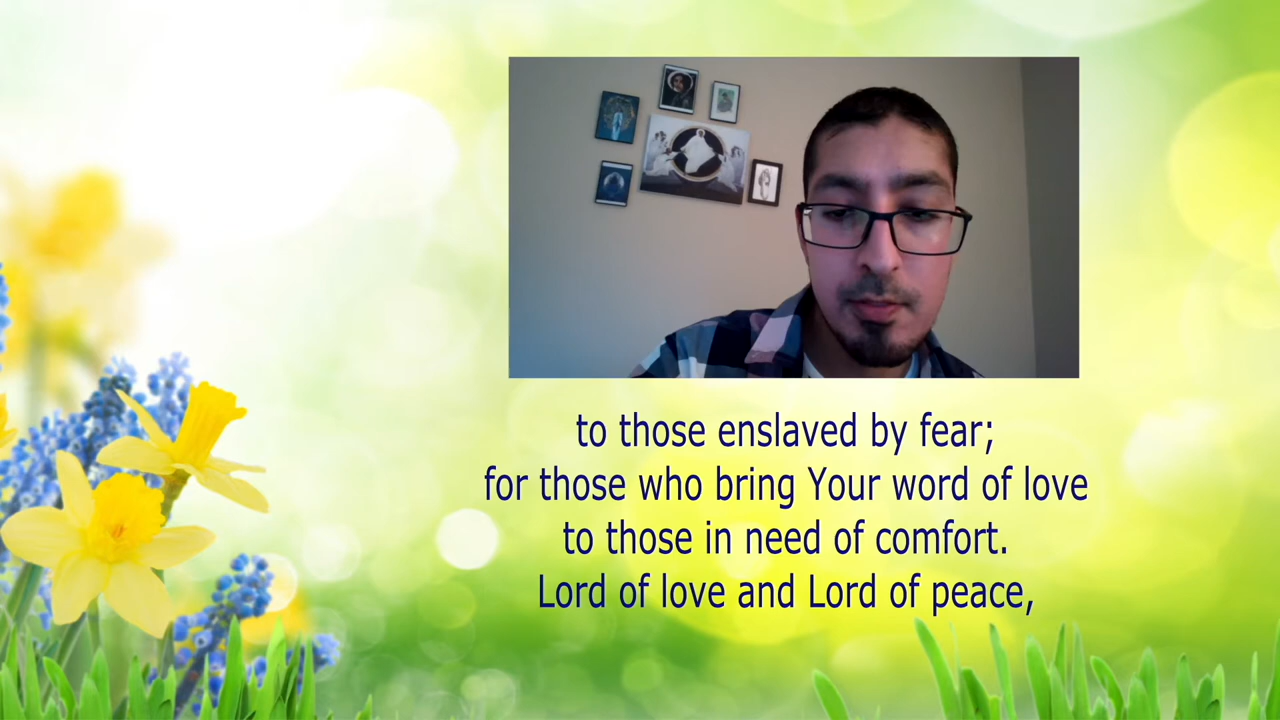 to those enslaved by fear;
for those who bring Your word of love
to those in need of comfort.
Lord of love and Lord of peace,